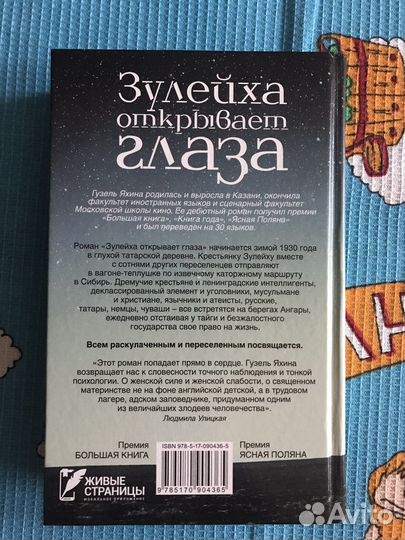 Зулейха
открывает
глаза
Гузель Яхина родилась и выросла в Казани, окончила
факультет иностранных языков и сценарный факультет
Московской школы кино. Ее дебютный роман получил премии
«Большая книга», «Книга года», «Ясная Поляна»
и был переведен на 30 языков.
Роман «Зулейха открывает глаза» начинается зимой 1930 года
в глухой татарской деревне. Крестьянку Зулейху вместе
с сотнями других переселенцев отправляют
в вагоне-теплушке по извечному каторжному маршруту
в Сибирь. Дремучие крестьяне и ленинградские интеллигенты,
деклассированный элемент и уголовники, мусульмане
и христиане, язычники и атеисты, русские,
татары, немцы, чуваши – все встретятся на берегах Ангары,
ежедневно отстаивая у тайги и безжалостного
государства свое право на жизнь.
Всем раскулаченным и переселенным посвящается.
«Этот роман попадает прямо в сердце. Гузель Яхина
возвращает нас к словесности точного наблюдения и тонкой
психологии. О женской силе и женской слабости, о священном
материнстве не на фоне английской детской, а в трудовом
лагере, адском заповеднике, придуманном одним
из величайших злодеев человечества».
Людмила Улицкая
Премия
БОЛЬШАЯ КНИГА
ISBN 978-5-17-090436-5
9 785170 904365
Премия
ЯСНАЯ ПОЛЯНА
ЖИВЫЕ
СТРАНИЦЫ
МОБИЛЬНОЕ ПРИЛОЖЕНИЕ
Avito